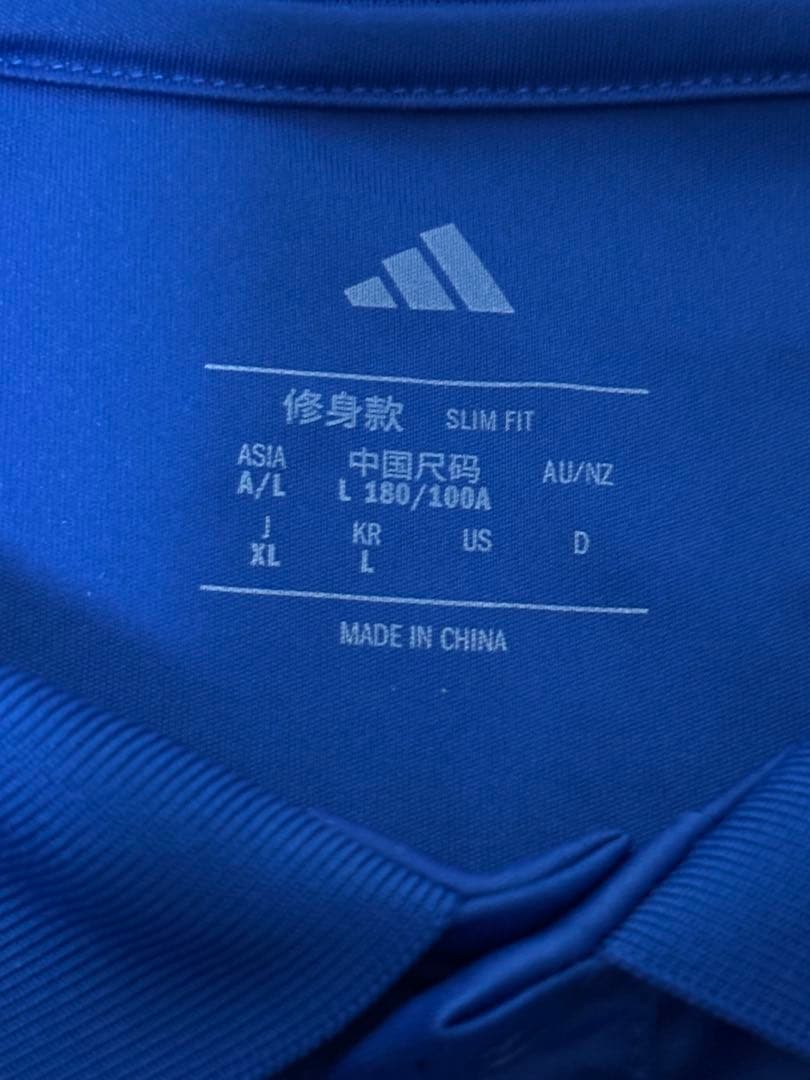 修身款 SLIM FIT
ASIA 中国尺码 AU/NZ
A/L L 180/100A
J KR US D
XL L
MADE IN CHINA